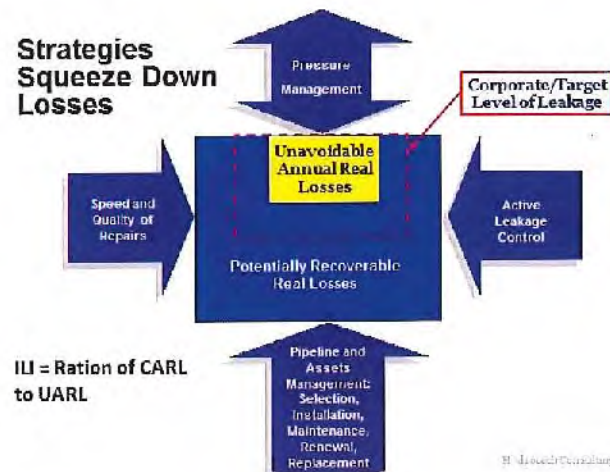 Strategies
Squeeze Down
Losses
Pressure
Management
Corporate/Target
Level of Leakage
Unavoidable
Annual Real
Losses
Speed and
Quality of
Repairs
Active
Leakage
Control
Potentially Recoverable
Real Losses
ILI = Ration of CARL
to UARL
Pipeline and
Assets
Management:
Selection,
Installation,
Maintenance,
Renewal,
Replacement